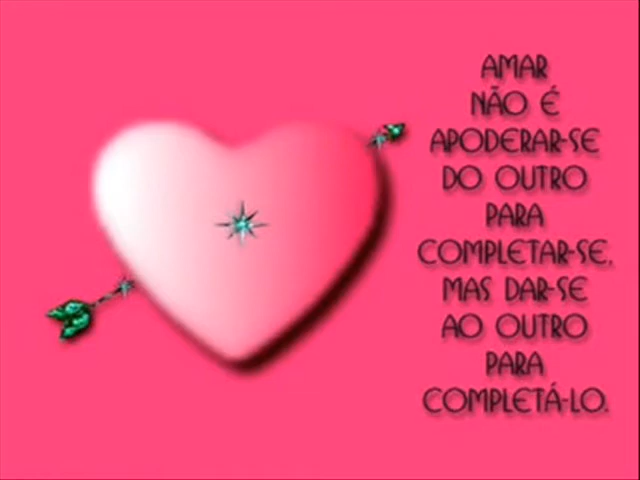 AMAR
NÃO É
APODERAR-SE
DO OUTRO
PARA
COMPLETAR-SE,
MAS DAR-SE
AO OUTRO
PARA
COMPLETÁ-LO.